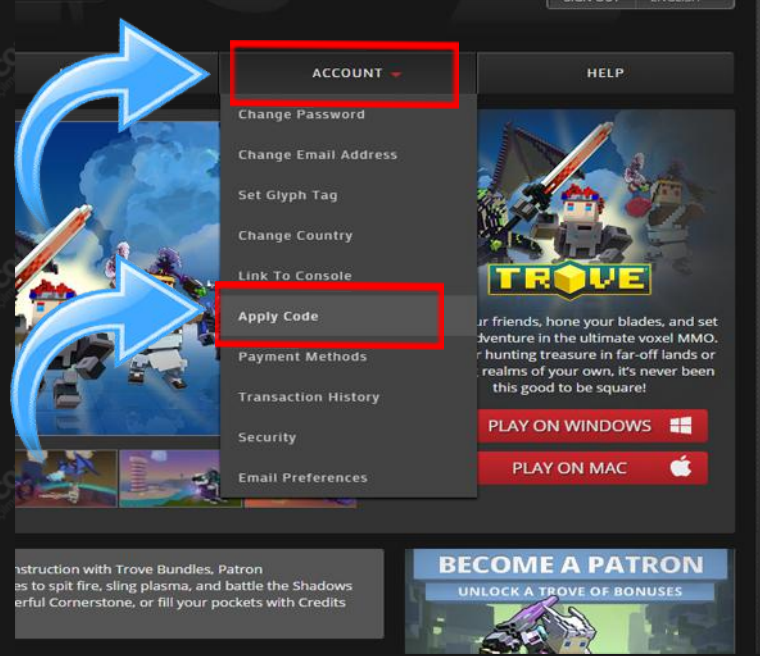 SIGN OUT ENGLISH
ACCOUNT
HELP
Change Password
Change Email Address
Set Glyph Tag
Change Country
Link To Console
Apply Code
Payment Methods
Transaction History
Security
Email Preferences
TROVE
ur friends, hone your blades, and set
dventure in the ultimate voxel MMO.
r hunting treasure in far-off lands or
realms of your own, it's never been
this good to be square!
PLAY ON WINDOWS
PLAY ON MAC
nstruction with Trove Bundles, Patron
es to spit fire, sling plasma, and battle the Shadows
erful Cornerstone, or fill your pockets with Credits
BECOME A PATRON
UNLOCK A TROVE OF BONUSES